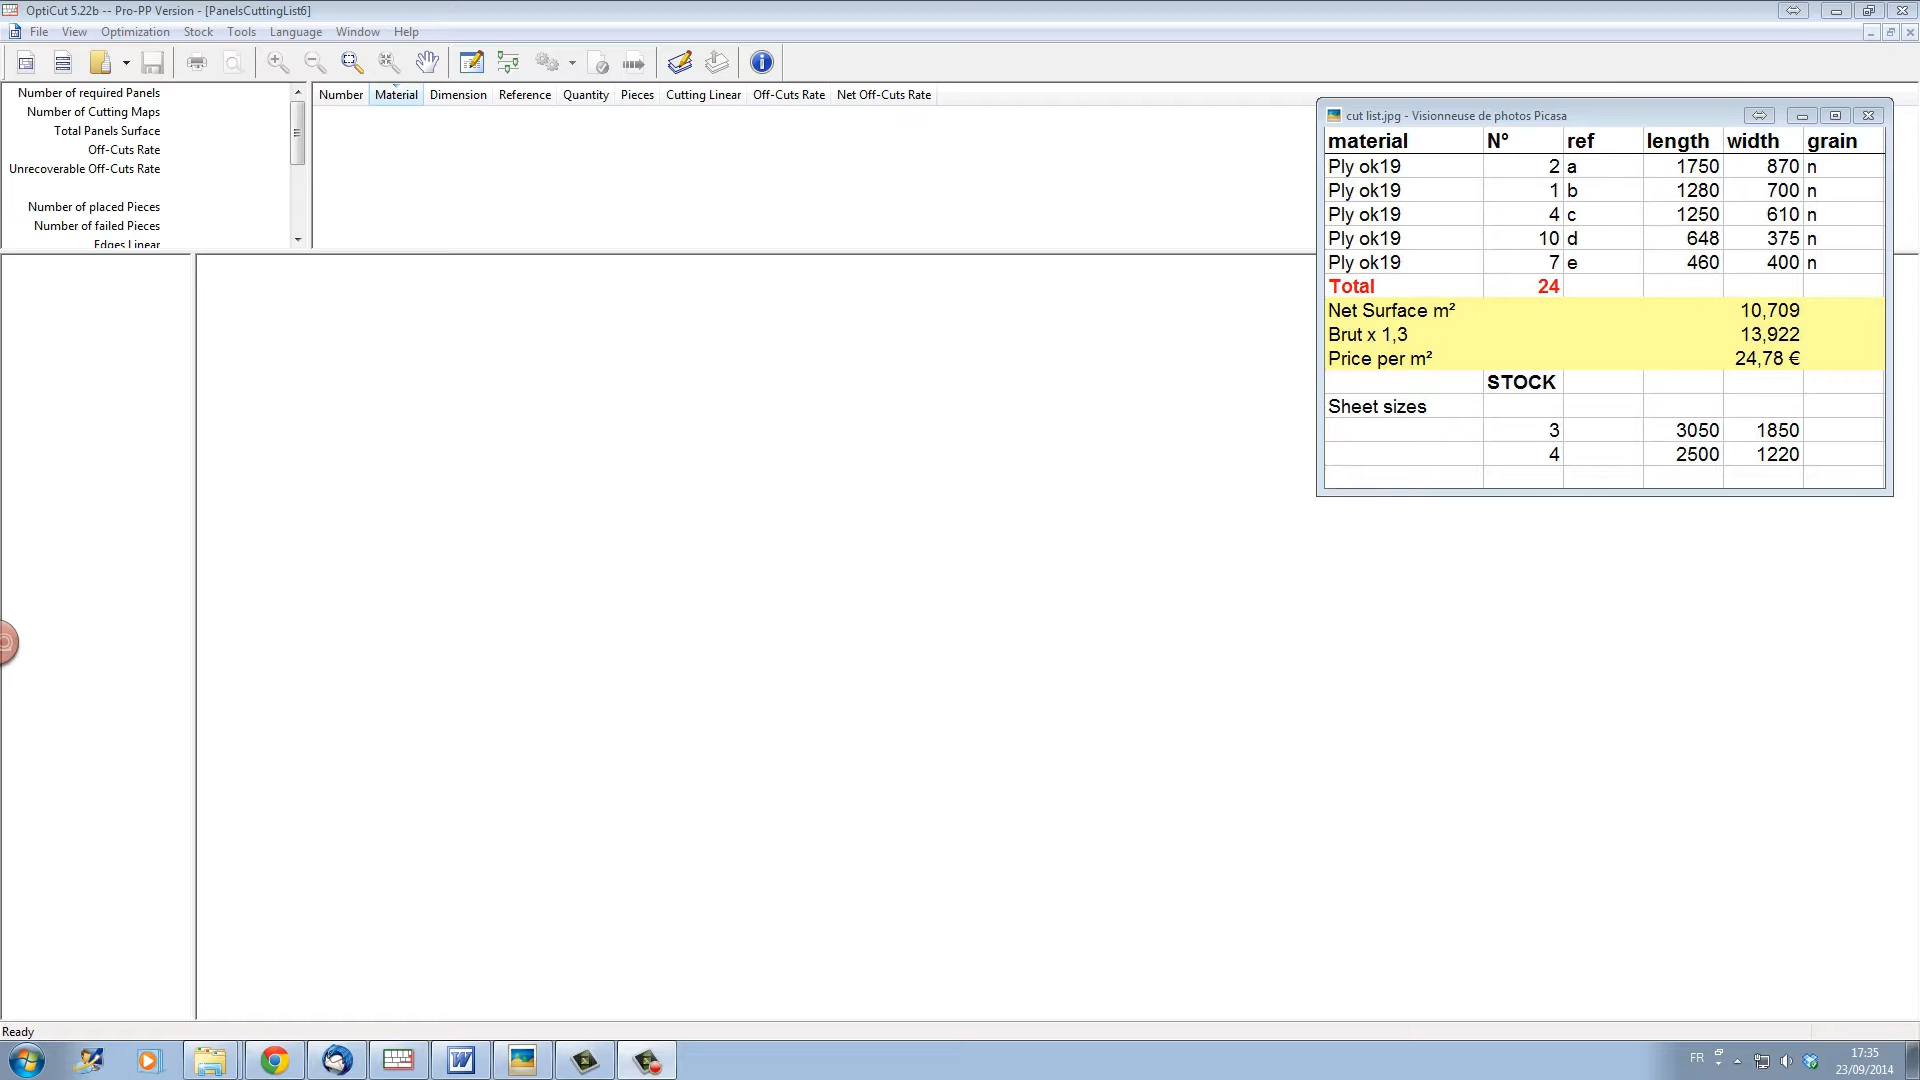 OptiCut 5.22b -- Pro-PP Version - [PanelsCuttingList6]
File View Optimization Stock Tools Language Window Help
Number of required Panels
Number of Cutting Maps
Total Panels Surface
Off-Cuts Rate
Unrecoverable Off-Cuts Rate
Number of placed Pieces
Number of failed Pieces
Edges Linear
Number Material Dimension Reference Quantity Pieces Cutting Linear Off-Cuts Rate Net Off-Cuts Rate
cut list.jpg - Visionneuse de photos Picasa
material N° ref length width grain
Ply ok19 2 a 1750 870 n
Ply ok19 1 b 1280 700 n
Ply ok19 4 c 1250 610 n
Ply ok19 10 d 648 375 n
Ply ok19 7 e 460 400 n
Total 24
Net Surface m² 10,709
Brut x 1,3 13,922
Price per m² 24,78 €
STOCK
Sheet sizes
3 3050 1850
4 2500 1220
Ready
FR
17:35
23/09/2014